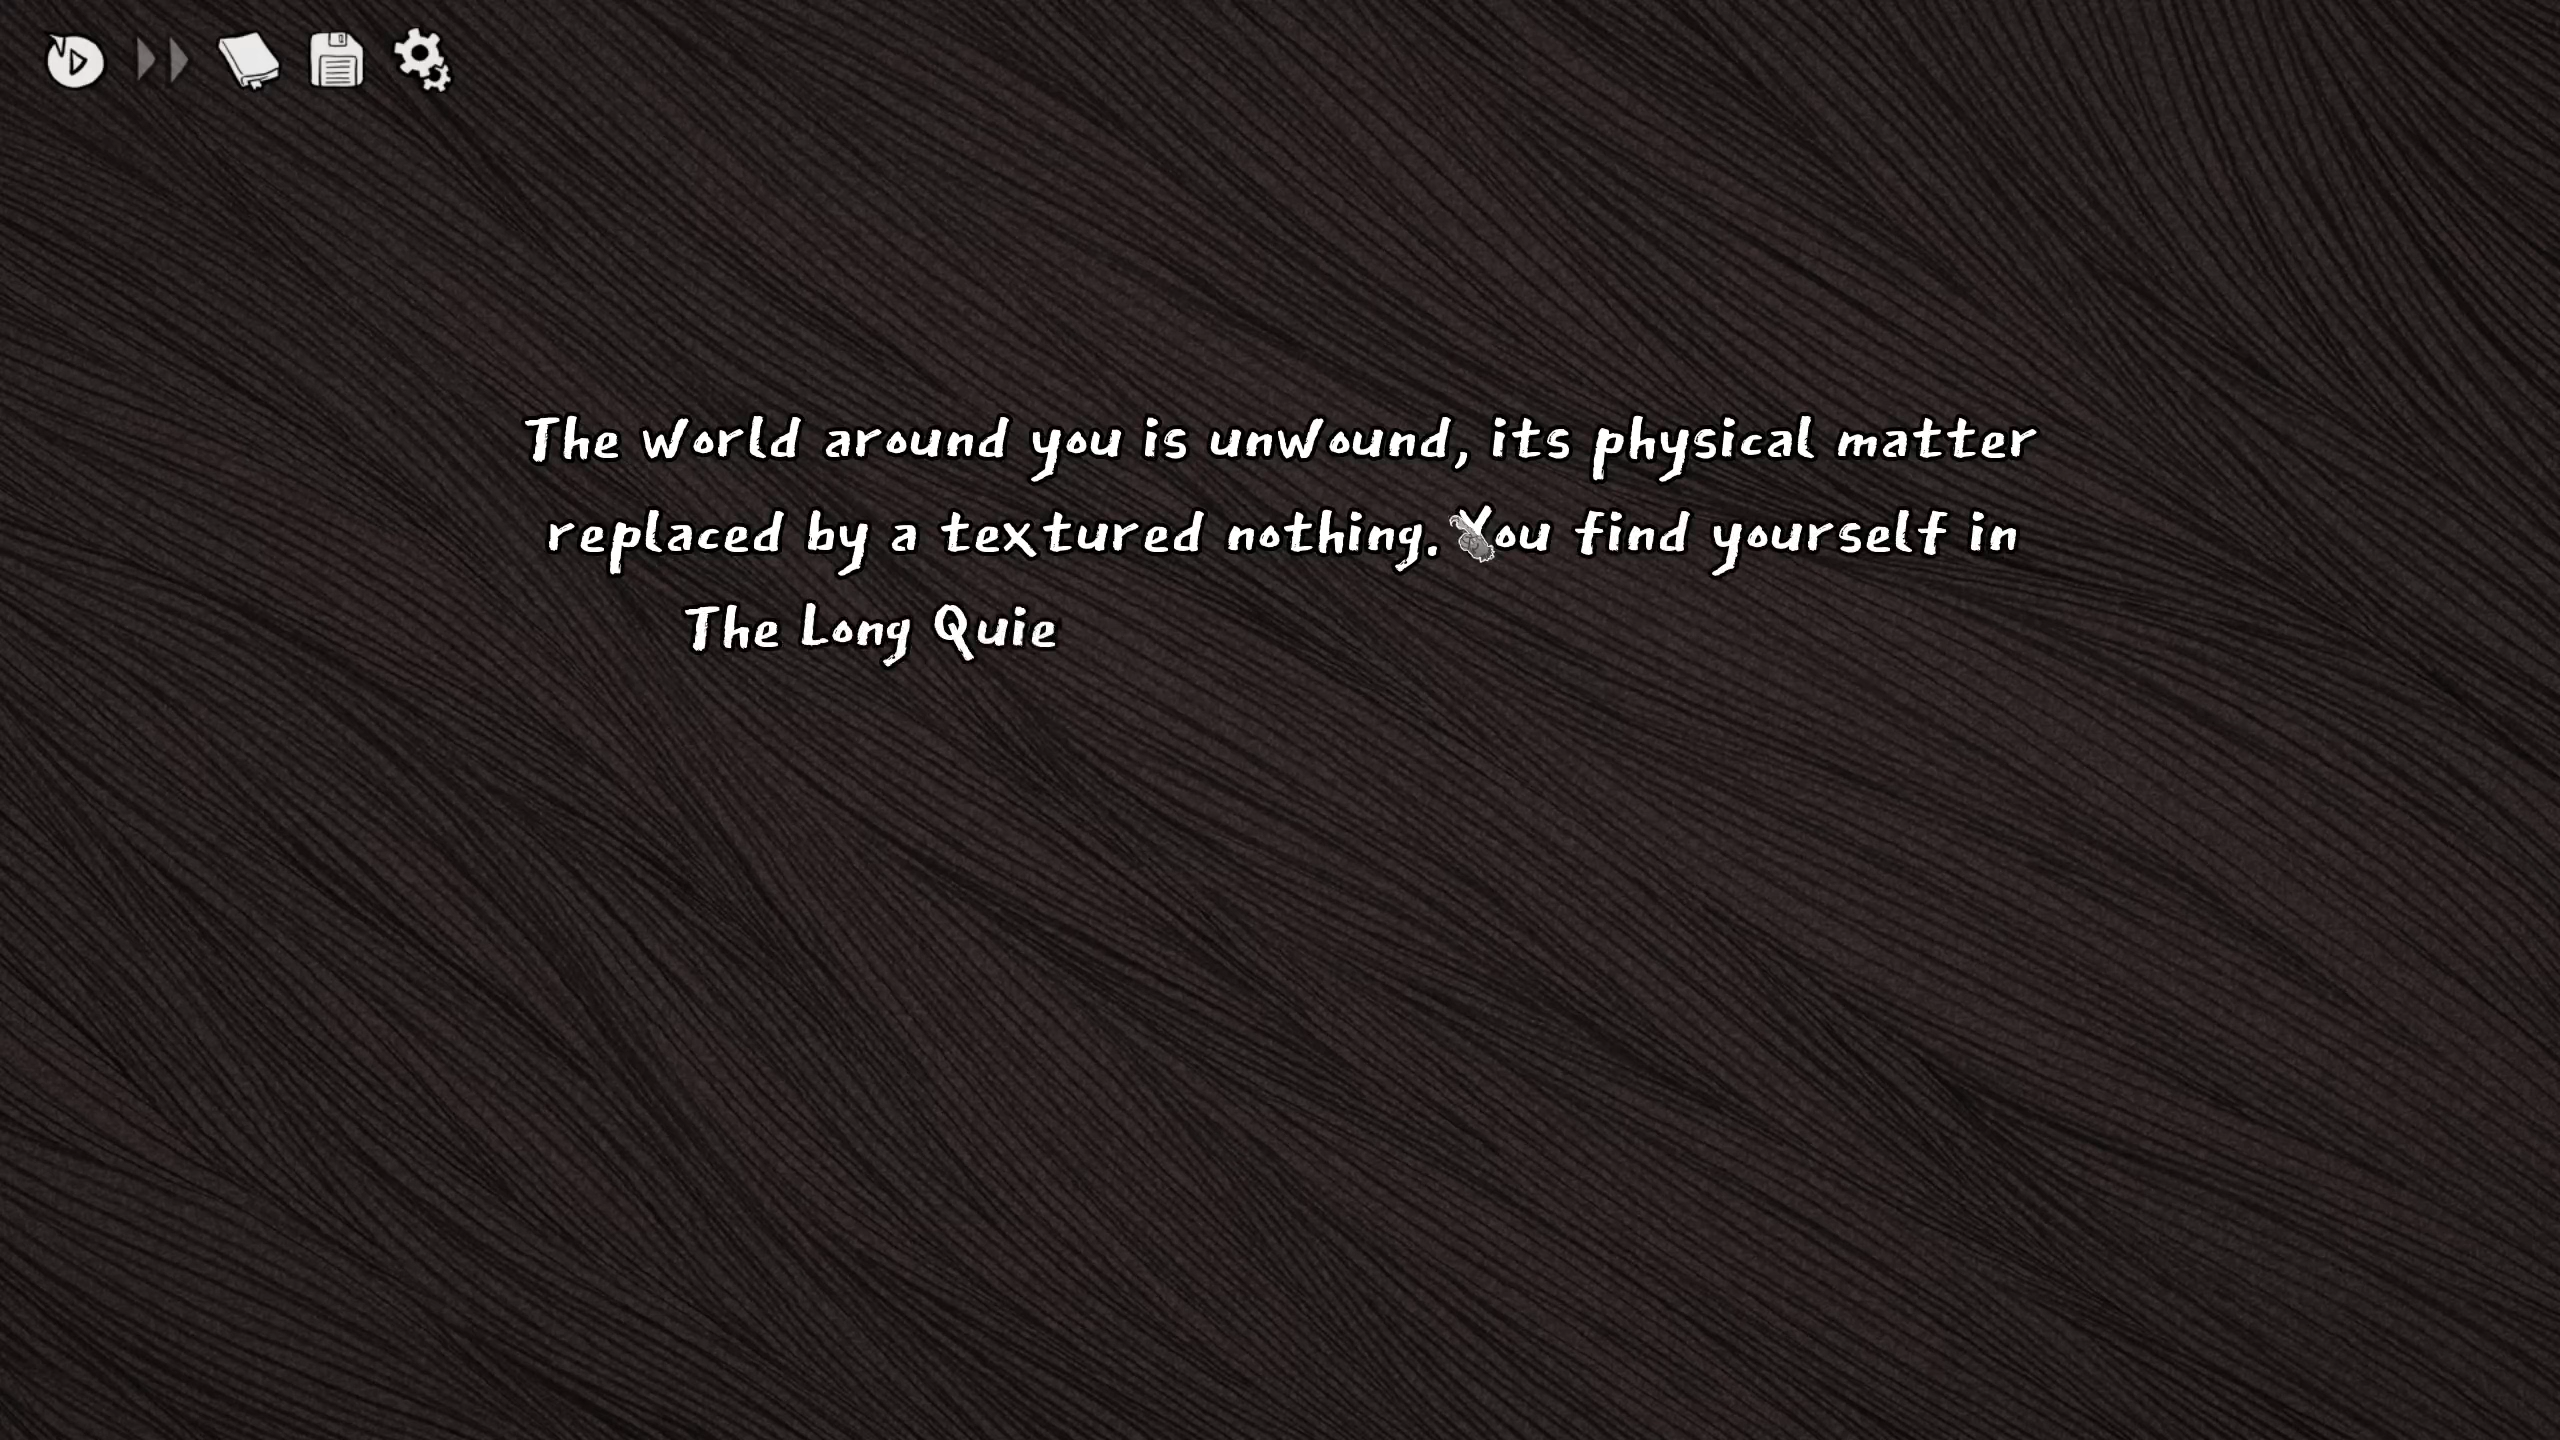 The world around you is unwound, its physical matter
replaced by a textured nothing. You find yourself in
The Long Quie